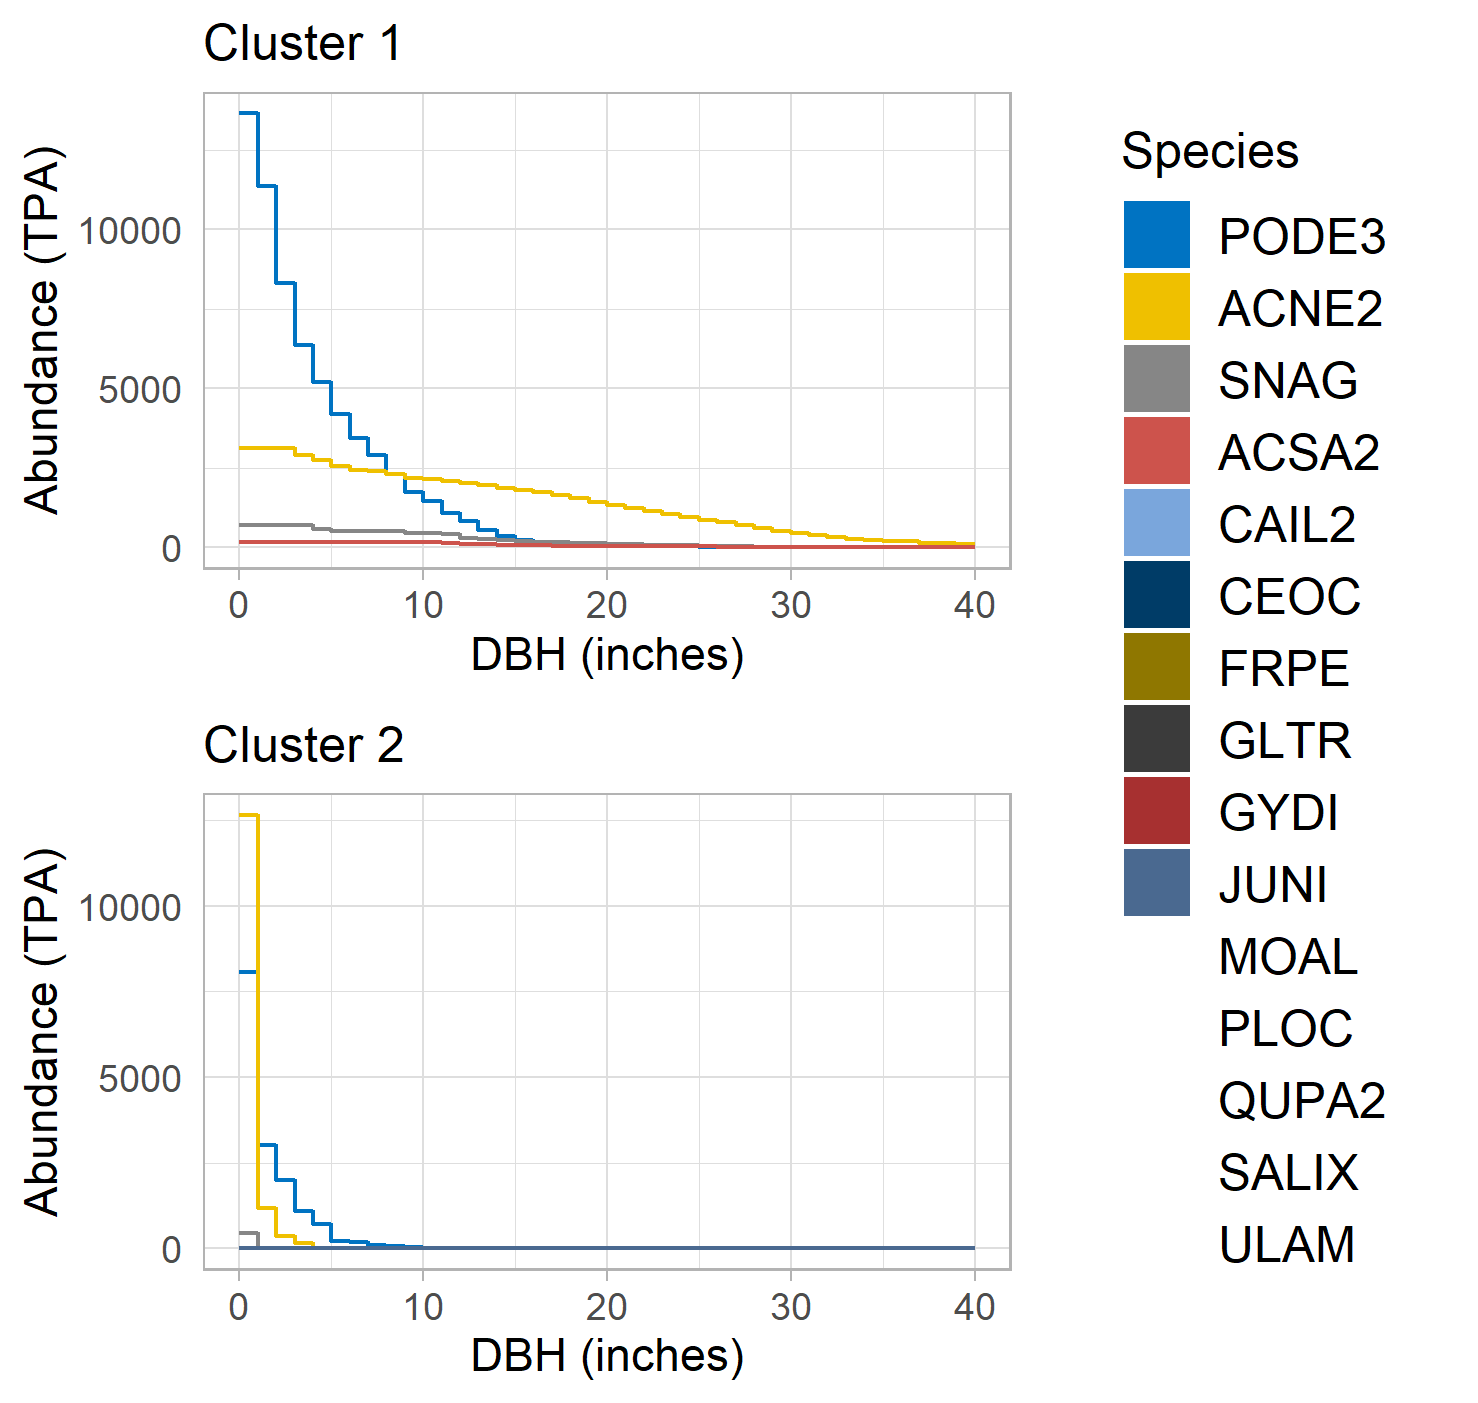 Cluster 1
Abundance (TPA)
10000
5000
0
0 10 20 30 40
DBH (inches)
Cluster 2
Abundance (TPA)
10000
5000
0
0 10 20 30 40
DBH (inches)
Species
PODE3
ACNE2
SNAG
ACSA2
CAIL2
CEOC
FRPE
GLTR
GYDI
JUNI
MOAL
PLOC
QUPA2
SALIX
ULAM